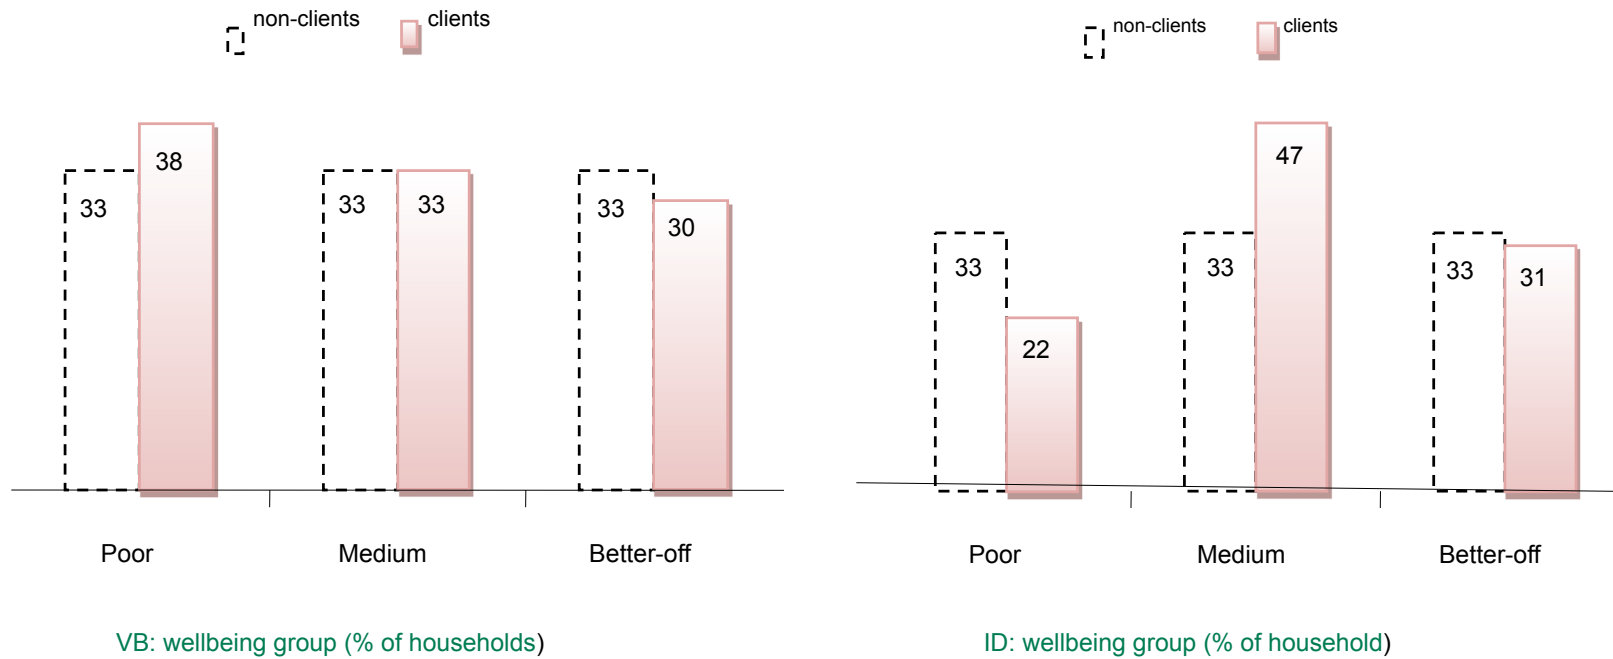 non-clients clients
38
33 33 33 33 30
Poor Medium Better-off
VB: wellbeing group (% of households)
non-clients clients
47
33 33 33 31
22
Poor Medium Better-off
ID: wellbeing group (% of household)